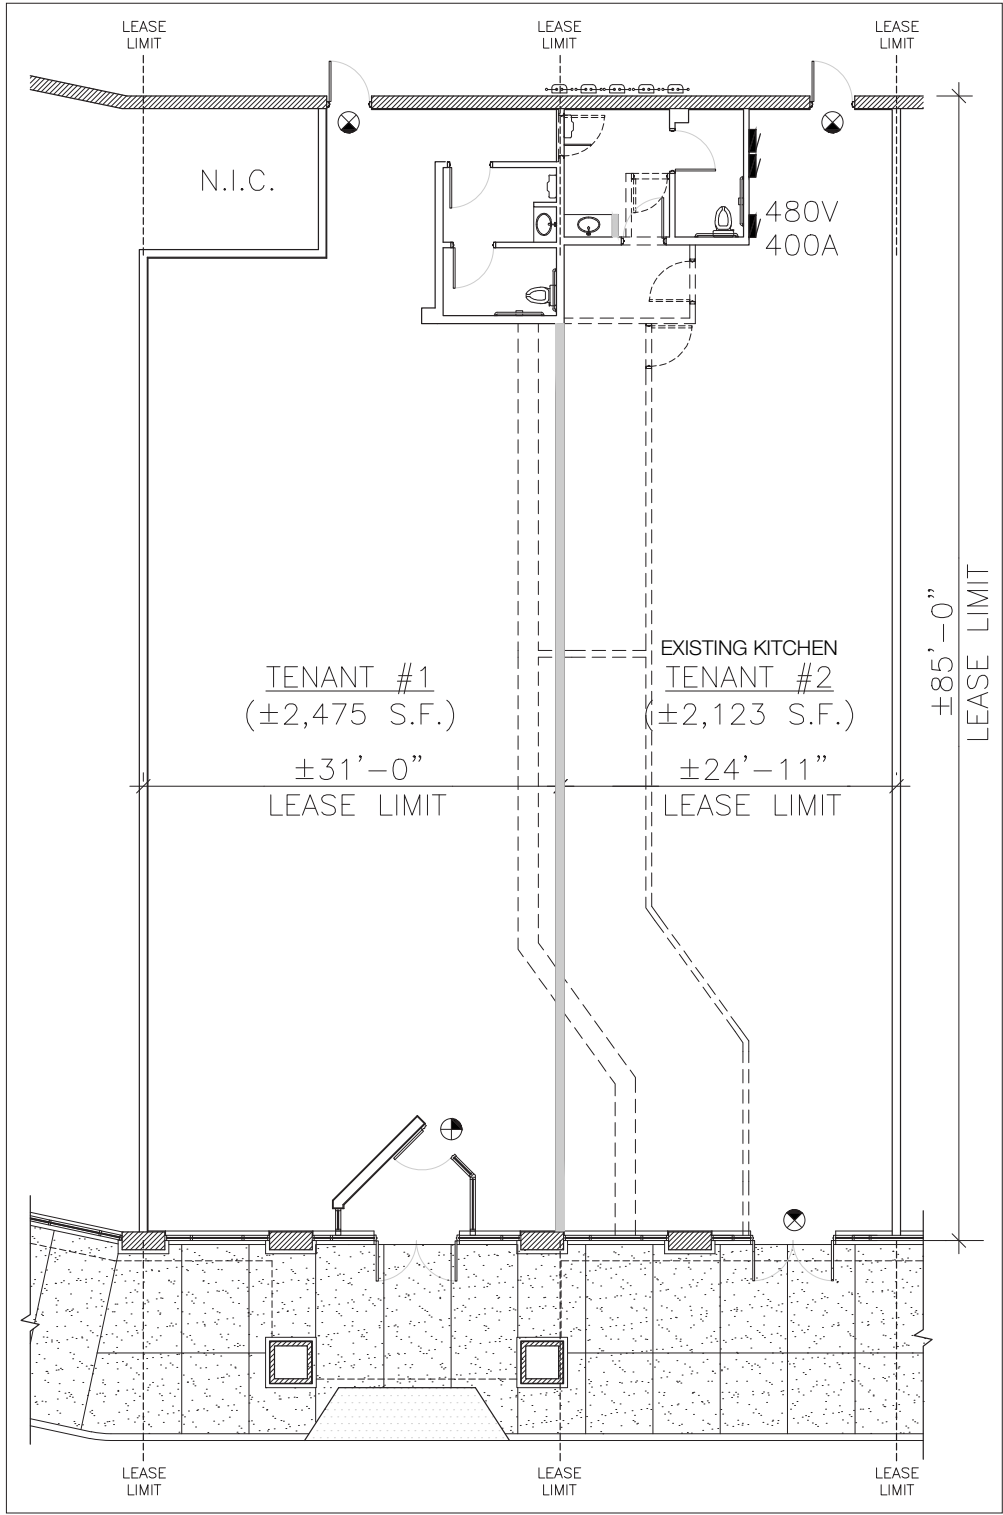 LEASE
LIMIT
LEASE
LIMIT
LEASE
LIMIT
N.I.C.
480V
400A
EXISTING KITCHEN
TENANT #1
(±2,475 S.F.)
TENANT #2
(±2,123 S.F.)
±31'-0"
LEASE LIMIT
±24'-11"
LEASE LIMIT
±85'-0"
LEASE LIMIT
LEASE
LIMIT
LEASE
LIMIT
LEASE
LIMIT